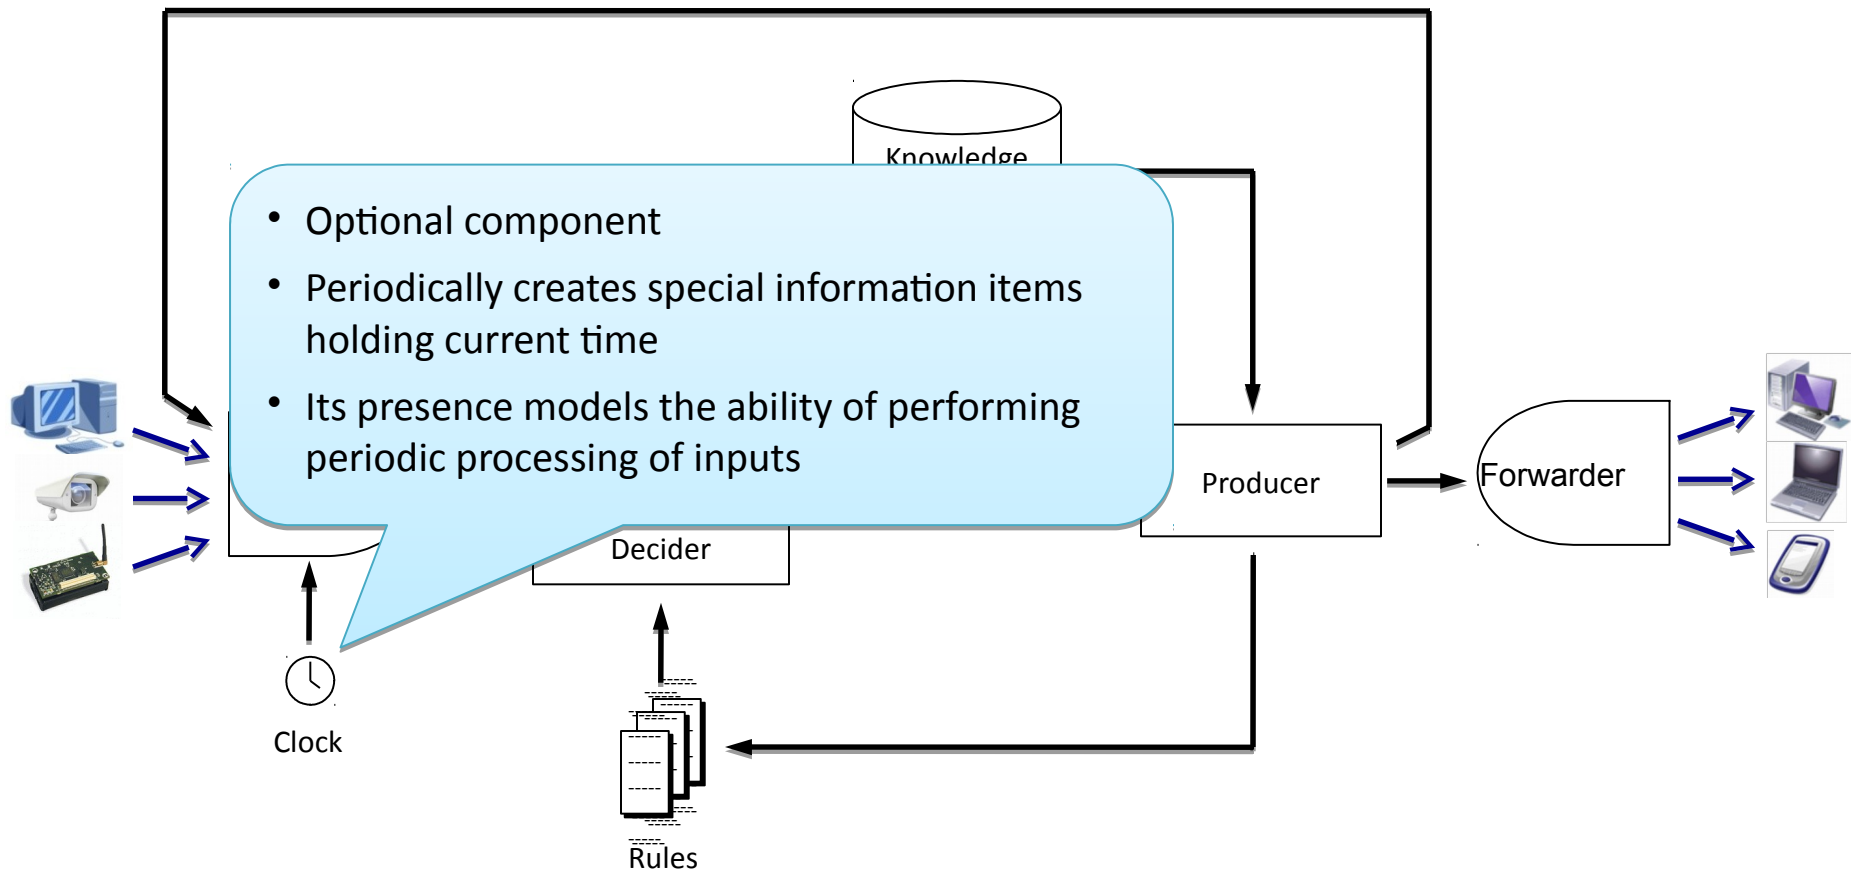 Knowledge
• Optional component
• Periodically creates special information items
holding current time
• Its presence models the ability of performing
periodic processing of inputs
Producer
Forwarder
Decider
Clock
Rules